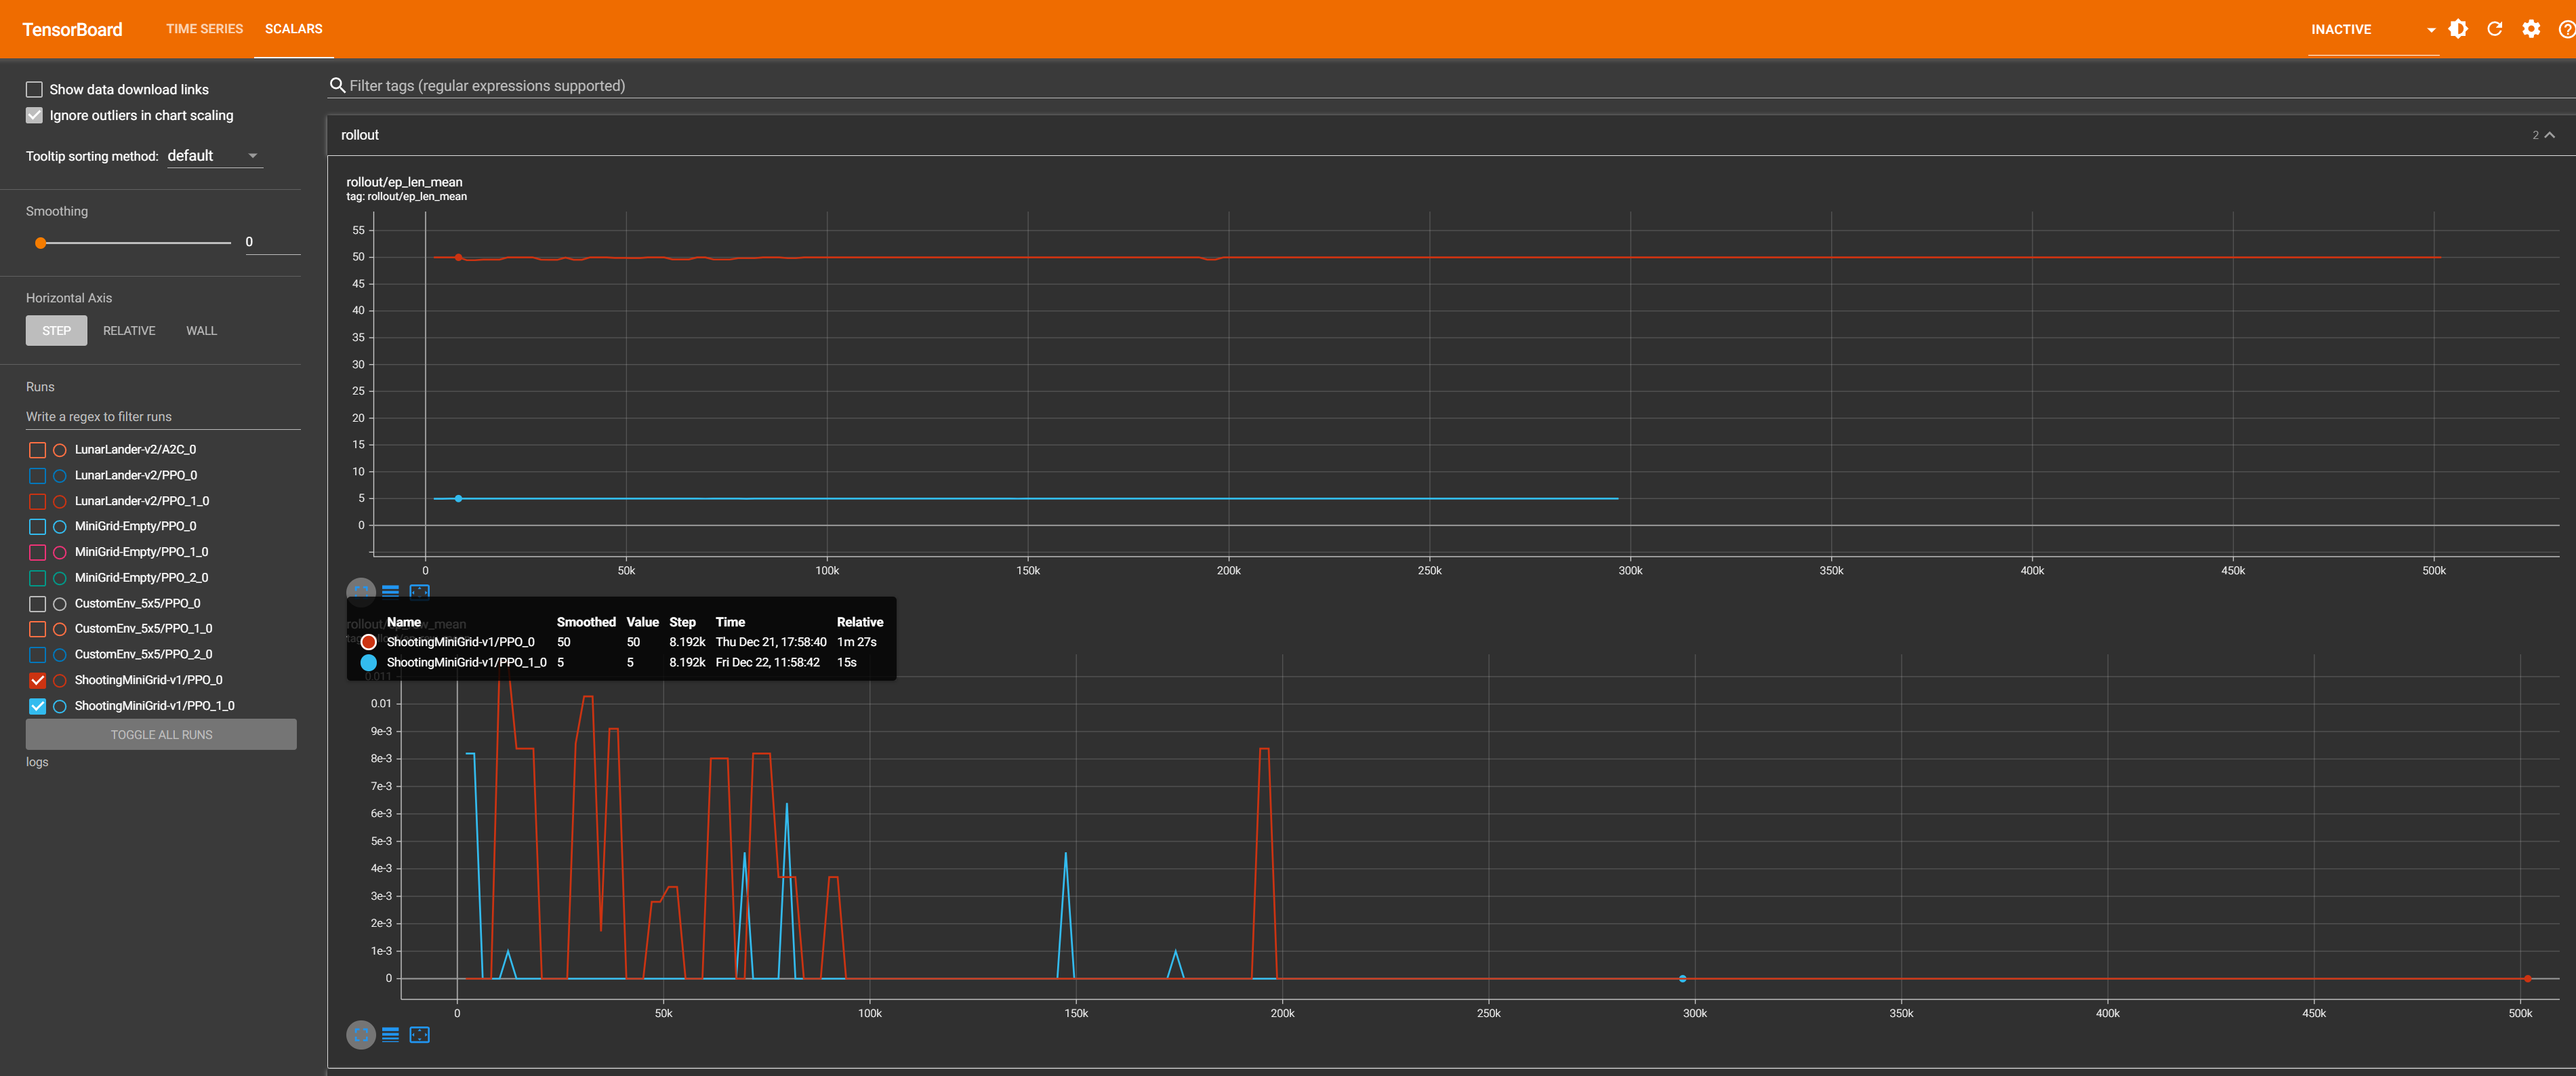 TensorBoard
TIME SERIES
SCALARS
INACTIVE
Show data download links
Ignore outliers in chart scaling
Tooltip sorting method: default
Smoothing
0
Horizontal Axis
STEP
RELATIVE
WALL
Runs
Write a regex to filter runs
LunarLander-v2/A2C_0
LunarLander-v2/PPO_0
LunarLander-v2/PPO_1_0
MiniGrid-Empty/PPO_0
MiniGrid-Empty/PPO_1_0
MiniGrid-Empty/PPO_2_0
CustomEnv_5x5/PPO_0
CustomEnv_5x5/PPO_1_0
CustomEnv_5x5/PPO_2_0
ShootingMiniGrid-v1/PPO_0
ShootingMiniGrid-v1/PPO_1_0
TOGGLE ALL RUNS
logs
Filter tags (regular expressions supported)
rollout
2
rollout/ep_len_mean
tag: rollout/ep_len_mean
55
50
45
40
35
30
25
20
15
10
5
0
0 50k 100k 150k 200k 250k 300k 350k 400k 450k 500k
Name Smoothed Value Step Time Relative
ShootingMiniGrid-v1/PPO_0 50 50 8.192k Thu Dec 21, 17:58:40 1m 27s
ShootingMiniGrid-v1/PPO_1_0 5 5 8.192k Fri Dec 22, 11:58:42 15s
0.011
0.01
9e-3
8e-3
7e-3
6e-3
5e-3
4e-3
3e-3
2e-3
1e-3
0
0 50k 100k 150k 200k 250k 300k 350k 400k 450k 500k